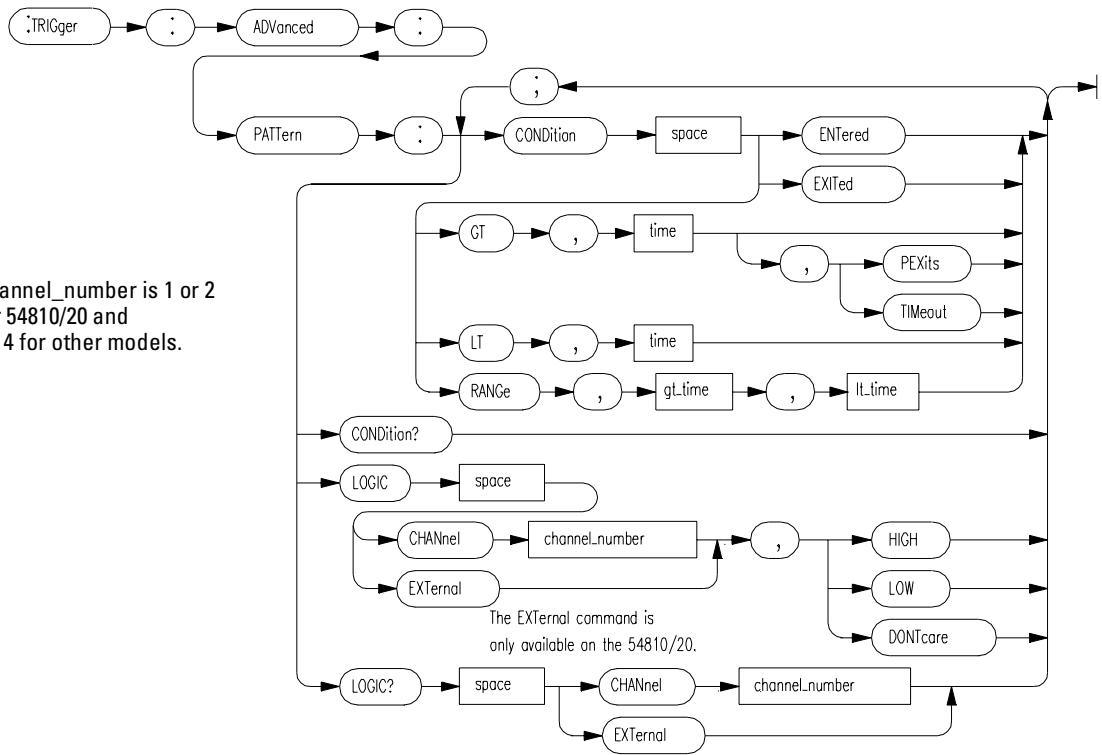 :TRIGger : ADVanced :
;
PATTern : CONDition space ENTered
EXITed
GT , time
, PEXits
TIMeout
LT , time
RANGe , gt_time , lt_time
annel_number is 1 or 2
54810/20 and
4 for other models.
CONDition?
LOGIC space
CHANnel channel_number , HIGH
EXTernal LOW
The EXTernal command is
only available on the 54810/20.
DONTcare
LOGIC? space CHANnel channel_number
EXTernal